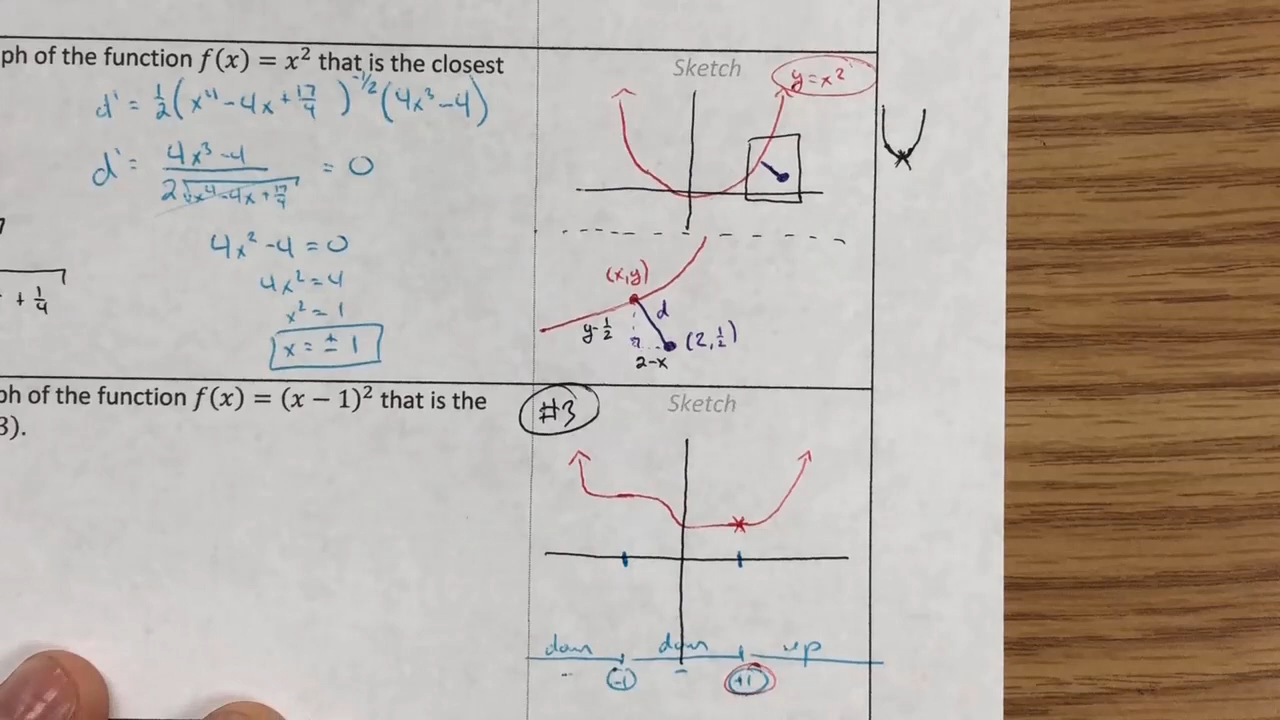 ph of the function f(x) = x² that is the closest
d' = ½(x⁴ - 4x + 17/4)^-1/2 (4x³ - 4)
d' = (4x³ - 4)/(2√(x⁴ - 4x + 17/4)) = 0
4x² - 4 = 0
4x² = 4
x² = 1
x = ± 1
+ 1/4
Sketch
y = x²
(x,y)
d
y - ½
(2, ½)
2 - x
ph of the function f(x) = (x − 1)² that is the
3).
#3
Sketch
down down up
-1 +1